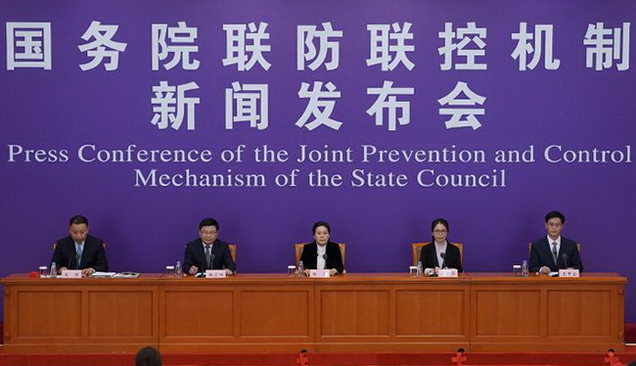 国务院联防联控机制
新闻发布会
Press Conference of the Joint Prevention and Control
Mechanism of the State Council